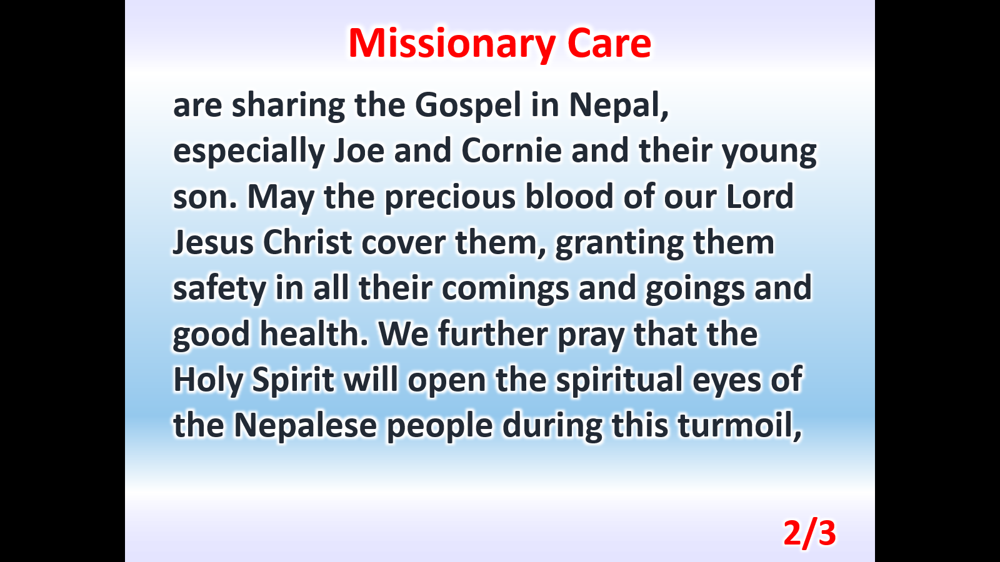 Missionary Care
are sharing the Gospel in Nepal,
especially Joe and Cornie and their young
son. May the precious blood of our Lord
Jesus Christ cover them, granting them
safety in all their comings and goings and
good health. We further pray that the
Holy Spirit will open the spiritual eyes of
the Nepalese people during this turmoil,
2/3